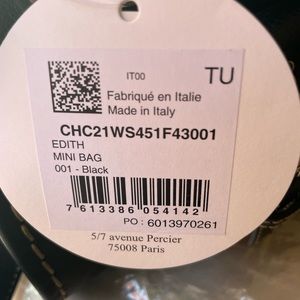 IT00
TU
Fabriqué en Italie
Made in Italy
CHC21WS451F43001
EDITH
MINI BAG
001 - Black
7 613386 054142
PO : 6013970261
5/7 avenue Percier
75008 Paris